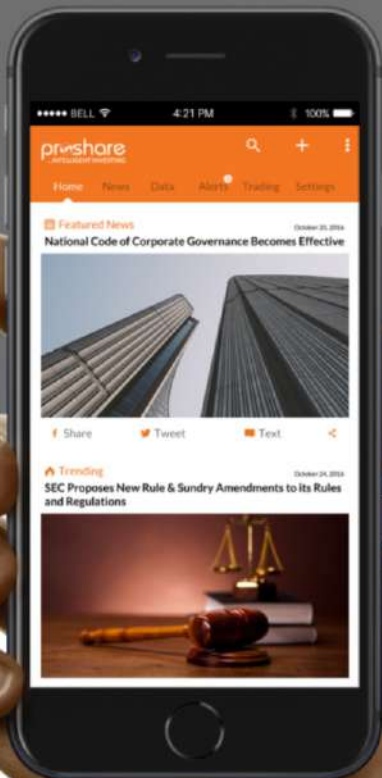 BELL 4:21 PM 100%
proshare
INTELLIGENT INVESTING
Home News Data Alerts Trading Settings
Featured News October 20, 2016
National Code of Corporate Governance Becomes Effective
Share Tweet Text
Trending October 24, 2016
SEC Proposes New Rule & Sundry Amendments to its Rules
and Regulations